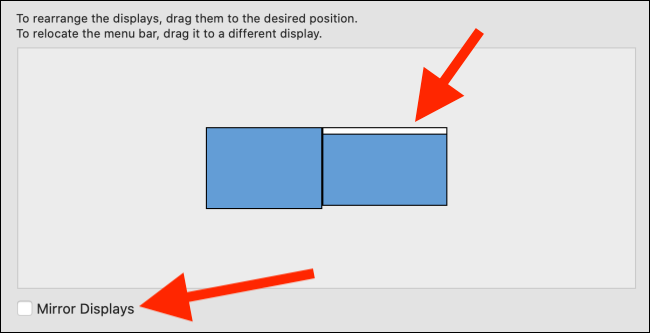 To rearrange the displays, drag them to the desired position.
To relocate the menu bar, drag it to a different display.
Mirror Displays